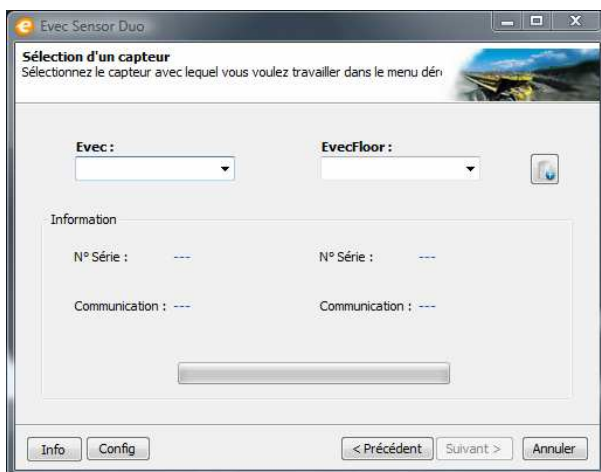 Evec Sensor Duo
Sélection d'un capteur
Sélectionnez le capteur avec lequel vous voulez travailler dans le menu dér
Evec : EvecFloor :
Information
N° Série : --- N° Série : ---
Communication : --- Communication : ---
Info Config < Précédent Suivant > Annuler